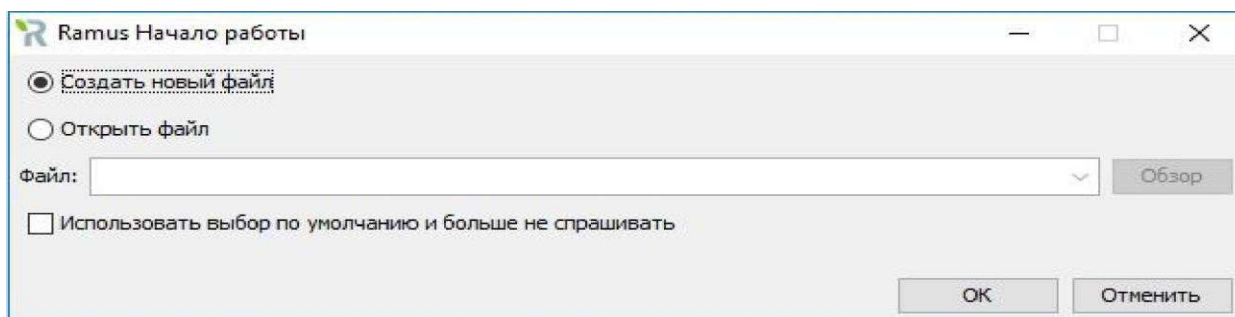 Ramus Начало работы
Создать новый файл
Открыть файл
Файл:
Обзор
Использовать выбор по умолчанию и больше не спрашивать
OK
Отменить